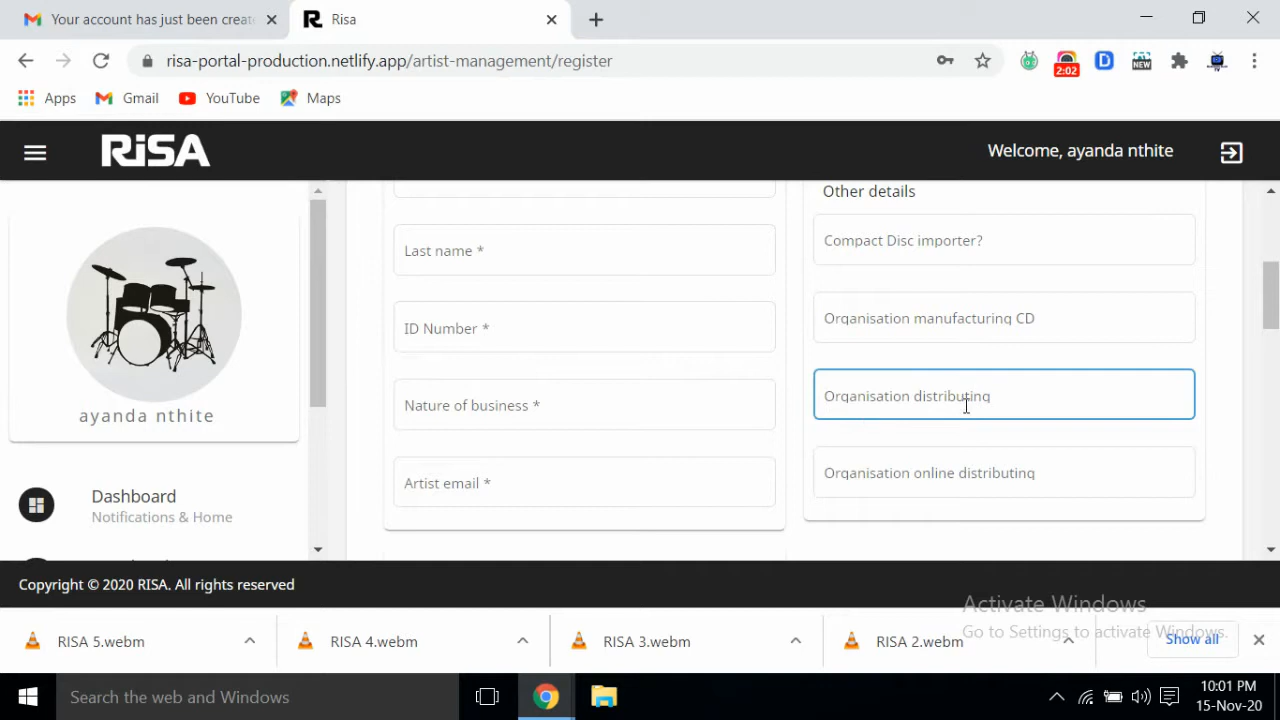 Your account has just been create
Risa
risa-portal-production.netlify.app/artist-management/register
2:02
D
NEW
Apps
Gmail
YouTube
Maps
RiSA
Welcome, ayanda nthite
ayanda nthite
Dashboard
Notifications & Home
Last name *
ID Number *
Nature of business *
Artist email *
Other details
Compact Disc importer?
Organisation manufacturing CD
Organisation distributing
Organisation online distributing
Copyright © 2020 RISA. All rights reserved
Activate Windows
Go to Settings to activate Windows.
RISA 5.webm
RISA 4.webm
RISA 3.webm
RISA 2.webm
Show all
Search the web and Windows
10:01 PM
15-Nov-20